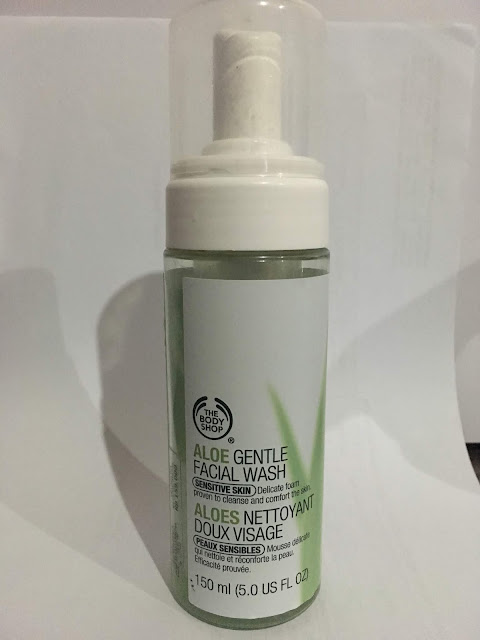 THE
BODY
SHOP
®
ALOE GENTLE
FACIAL WASH
SENSITIVE SKIN Delicate foam
proven to cleanse and comfort the skin.
ALOES NETTOYANT
DOUX VISAGE
PEAUX SENSIBLES Mousse délicate
qui nettoie et réconforte la peau.
Efficacité prouvée.
150 ml (5.0 US FL OZ)